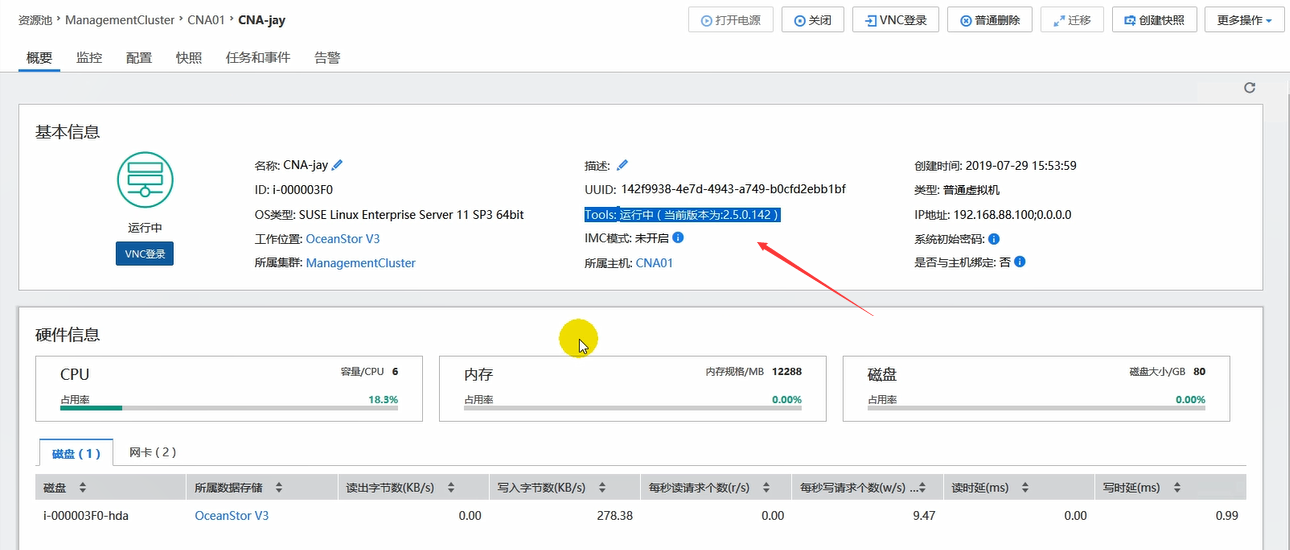 资源池 > ManagementCluster > CNA01 > CNA-jay
打开电源 关闭 VNC登录 普通删除 迁移 创建快照 更多操作
概要 监控 配置 快照 任务和事件 告警
基本信息
运行中
VNC登录
名称: CNA-jay
ID: i-000003F0
OS类型: SUSE Linux Enterprise Server 11 SP3 64bit
工作位置: OceanStor V3
所属集群: ManagementCluster
描述:
UUID: 142f9938-4e7d-4943-a749-b0cfd2ebb1bf
Tools: 运行中（当前版本为:2.5.0.142）
IMC模式: 未开启
所属主机: CNA01
创建时间: 2019-07-29 15:53:59
类型: 普通虚拟机
IP地址: 192.168.88.100;0.0.0.0
系统初始密码:
是否与主机绑定: 否
硬件信息
CPU 容量/CPU 6
占用率 18.3%
内存 内存规格/MB 12288
占用率 0.00%
磁盘 磁盘大小/GB 80
占用率 0.00%
磁盘（1） 网卡（2）
磁盘 所属数据存储 读出字节数(KB/s) 写入字节数(KB/s) 每秒读请求个数(r/s) 每秒写请求个数(w/s) ... 读时延(ms) 写时延(ms)
i-000003F0-hda OceanStor V3 0.00 278.38 0.00 9.47 0.00 0.99